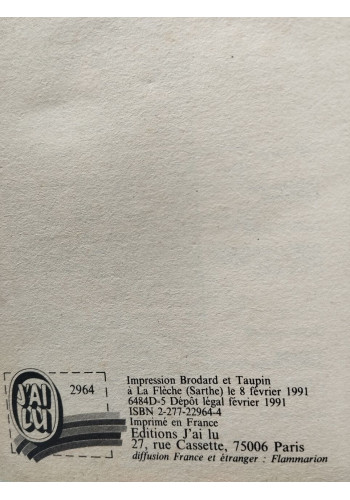 J'AI
LU
2964
Impression Brodard et Taupin
à La Flèche (Sarthe) le 8 février 1991
6484D-5 Dépôt légal février 1991
ISBN 2-277-22964-4
Imprimé en France
Editions J'ai lu
27, rue Cassette, 75006 Paris
diffusion France et étranger : Flammarion